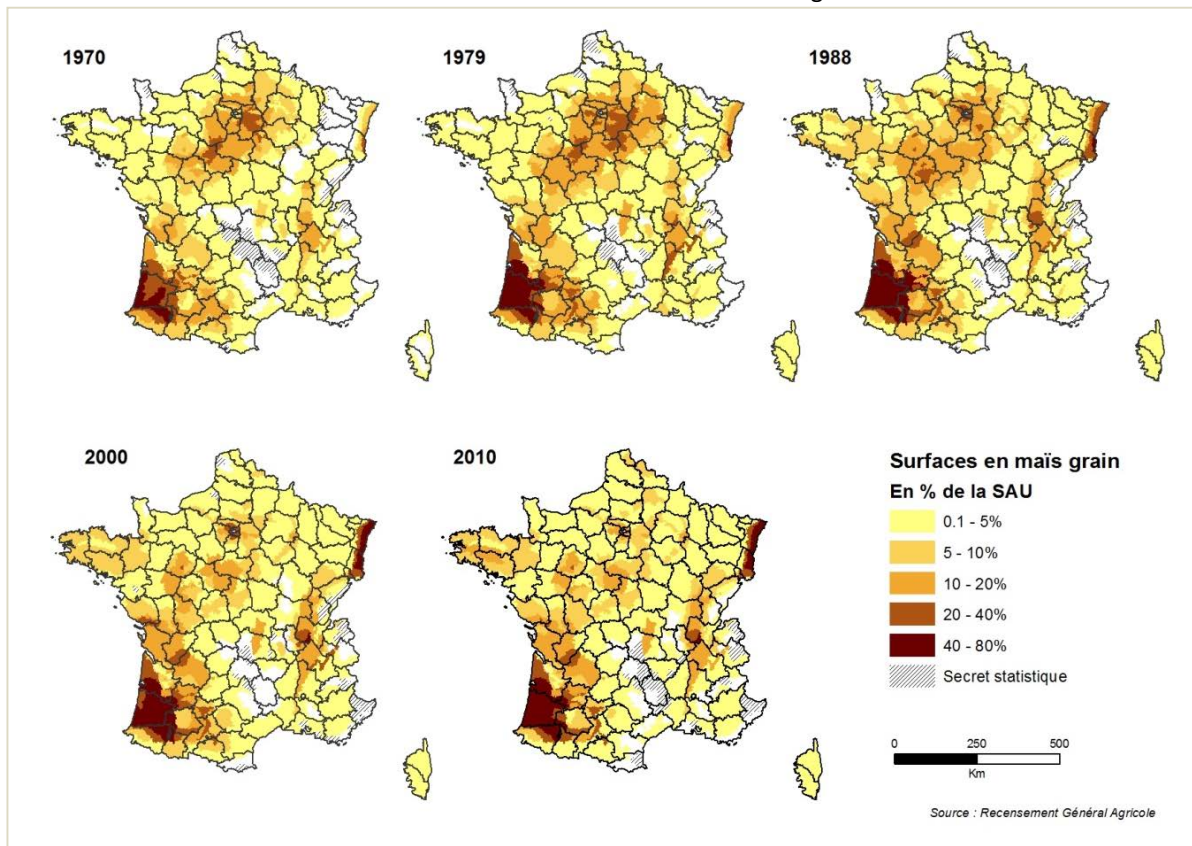 1970
1979
1988
2000
2010
Surfaces en maïs grain
En % de la SAU
0.1 - 5%
5 - 10%
10 - 20%
20 - 40%
40 - 80%
Secret statistique
0 250 500
Km
Source : Recensement Général Agricole